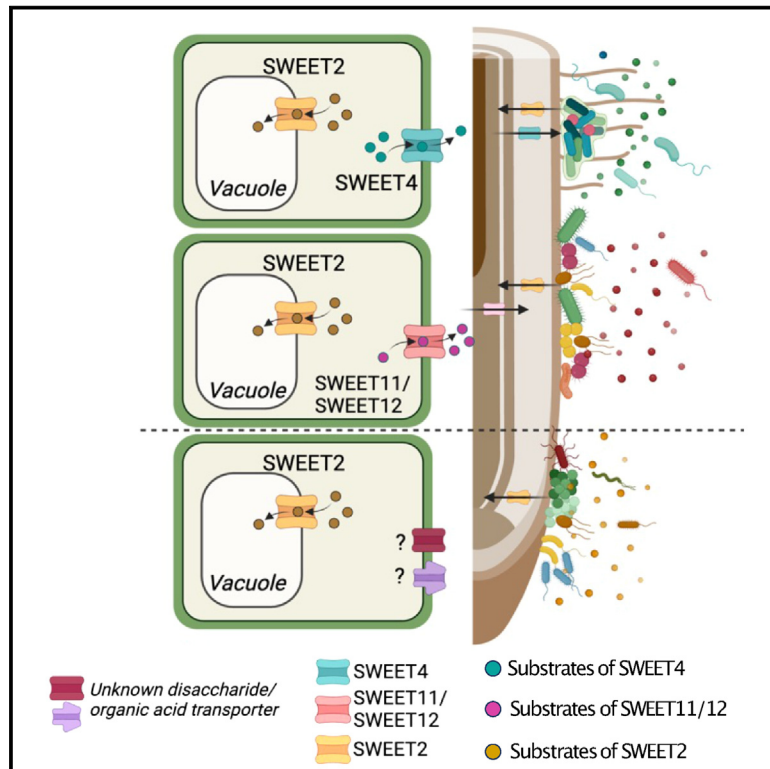 SWEET2
Vacuole
SWEET4
SWEET2
Vacuole
SWEET11/
SWEET12
SWEET2
Vacuole
?
?
Unknown disaccharide/
organic acid transporter
SWEET4
SWEET11/
SWEET12
SWEET2
Substrates of SWEET4
Substrates of SWEET11/12
Substrates of SWEET2